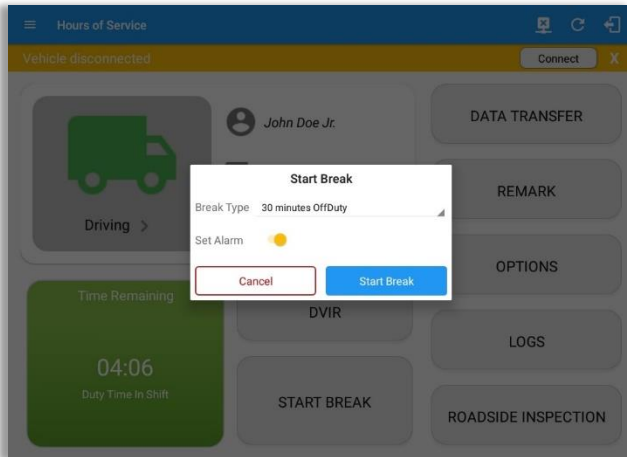 Hours of Service
Vehicle disconnected
Connect
X
John Doe Jr.
DATA TRANSFER
Start Break
Break Type 30 minutes OffDuty
REMARK
Driving >
Set Alarm
Cancel
Start Break
OPTIONS
Time Remaining
DVIR
LOGS
04:06
Duty Time In Shift
START BREAK
ROADSIDE INSPECTION